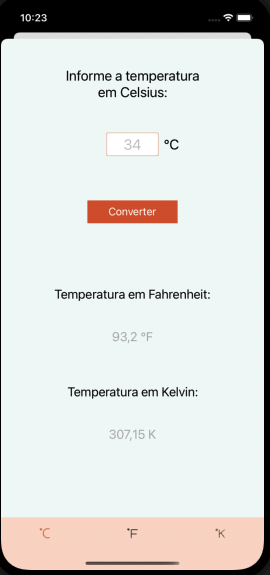 10:23
Informe a temperatura
em Celsius:
34 °C
Converter
Temperatura em Fahrenheit:
93,2 °F
Temperatura em Kelvin:
307,15 K
°C °F °K